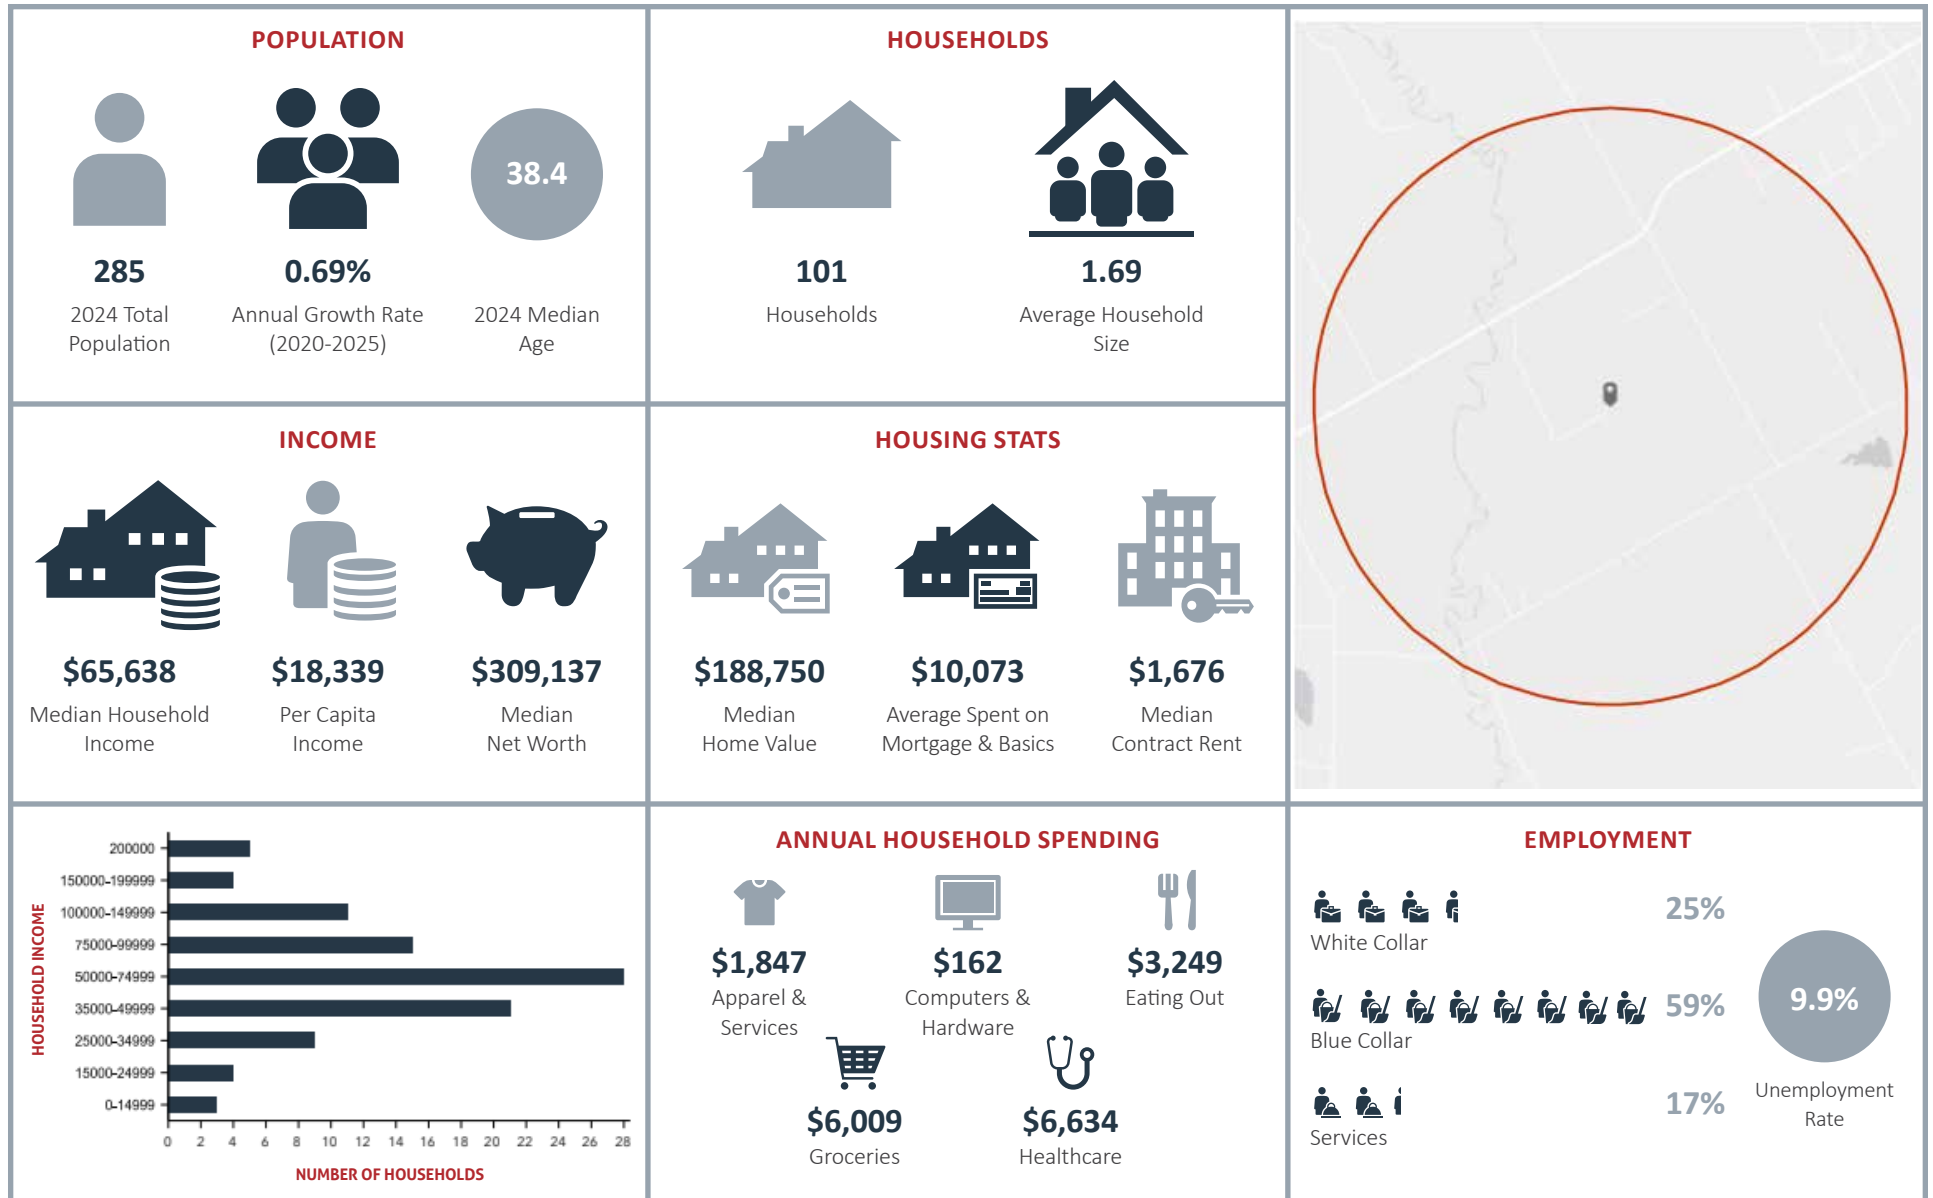 POPULATION
285
2024 Total
Population
0.69%
Annual Growth Rate
(2020-2025)
38.4
2024 Median
Age
HOUSEHOLDS
101
Households
1.69
Average Household
Size
INCOME
$65,638
Median Household
Income
$18,339
Per Capita
Income
$309,137
Median
Net Worth
HOUSING STATS
$188,750
Median
Home Value
$10,073
Average Spent on
Mortgage & Basics
$1,676
Median
Contract Rent
HOUSEHOLD INCOME
200000
150000-199999
100000-149999
75000-99999
50000-74999
35000-49999
25000-34999
15000-24999
0-14999
0 2 4 6 8 10 12 14 16 18 20 22 24 26 28
NUMBER OF HOUSEHOLDS
ANNUAL HOUSEHOLD SPENDING
$1,847
Apparel &
Services
$162
Computers &
Hardware
$3,249
Eating Out
$6,009
Groceries
$6,634
Healthcare
EMPLOYMENT
25%
White Collar
59%
Blue Collar
17%
Services
9.9%
Unemployment
Rate